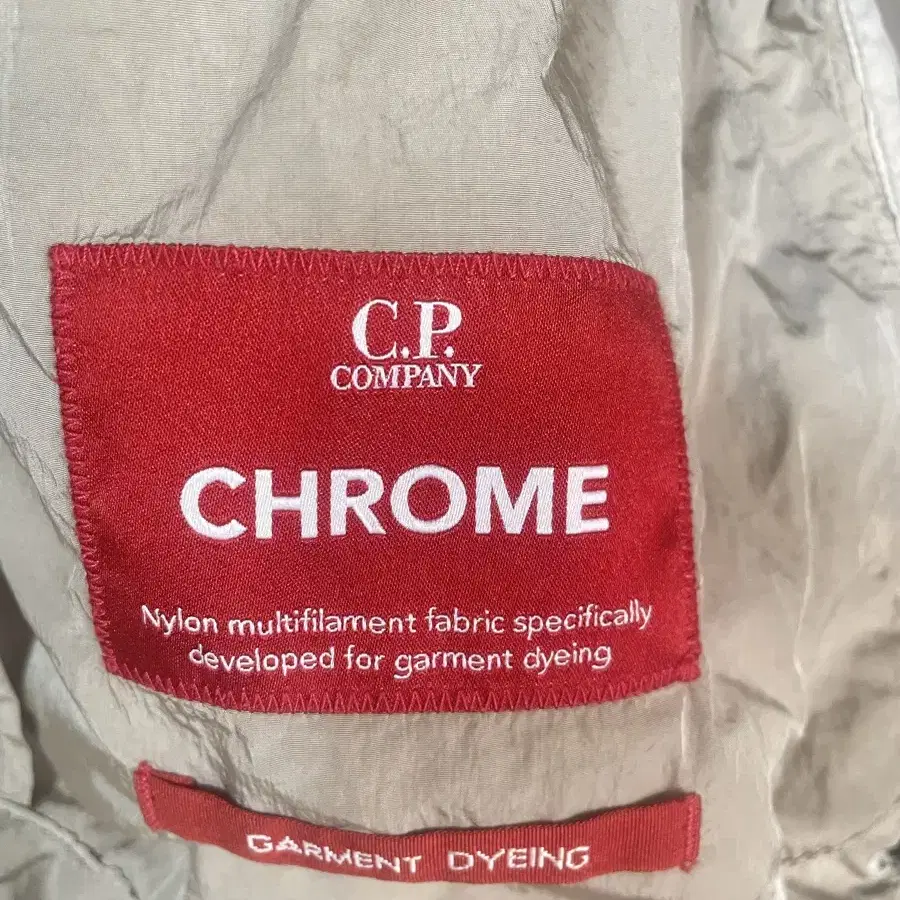 C.P.
COMPANY
CHROME
Nylon multifilament fabric specifically
developed for garment dyeing
GARMENT DYEING